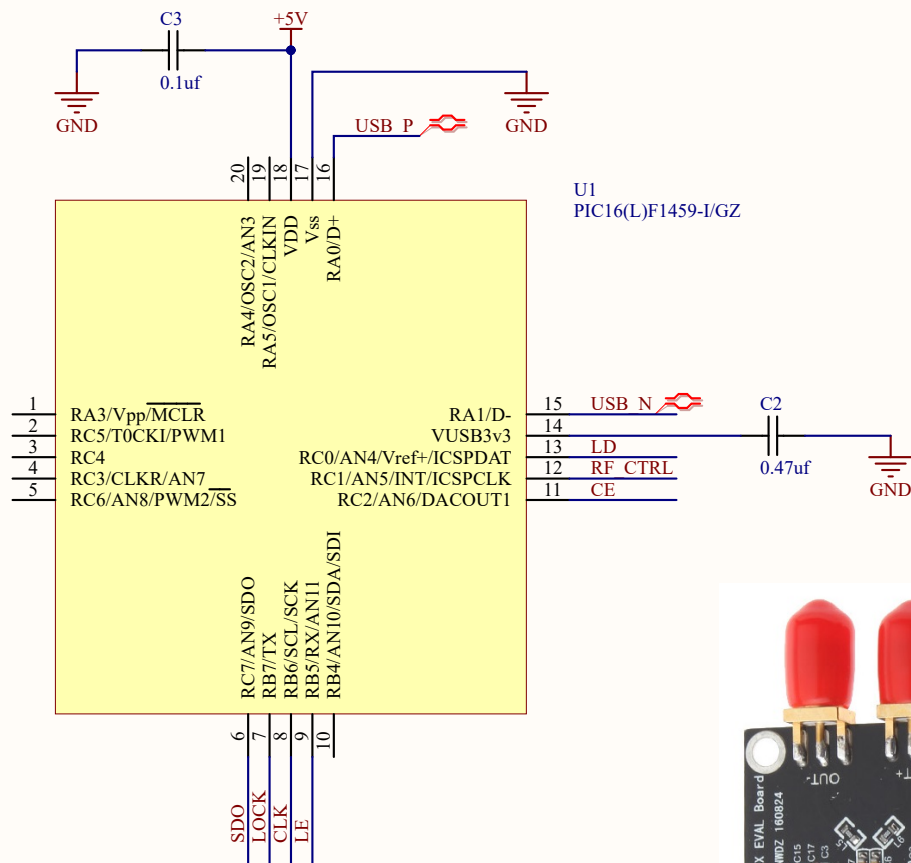 C3
+5V
0.1uf
GND
USB_P
GND
20
19
18
17
16
U1
PIC16(L)F1459-I/GZ
RA4/OSC2/AN3
RA5/OSC1/CLKIN
VDD
Vss
RA0/D+
1 RA3/Vpp/MCLR
2 RC5/T0CKI/PWM1
3 RC4
4 RC3/CLKR/AN7
5 RC6/AN8/PWM2/SS
RA1/D- 15 USB_N
VUSB3v3 14
RC0/AN4/Vref+/ICSPDAT 13 LD
RC1/AN5/INT/ICSPCLK 12 RF_CTRL
RC2/AN6/DACOUT1 11 CE
C2
0.47uf
GND
RC7/AN9/SDO
RB7/TX
RB6/SCL/SCK
RB5/RX/AN11
RB4/AN10/SDA/SDI
6
7
8
9
10
SDO
LOCK
CLK
LE
OUT-
T+
X EVAL Board
WDZ 160824
C15
C17
C3